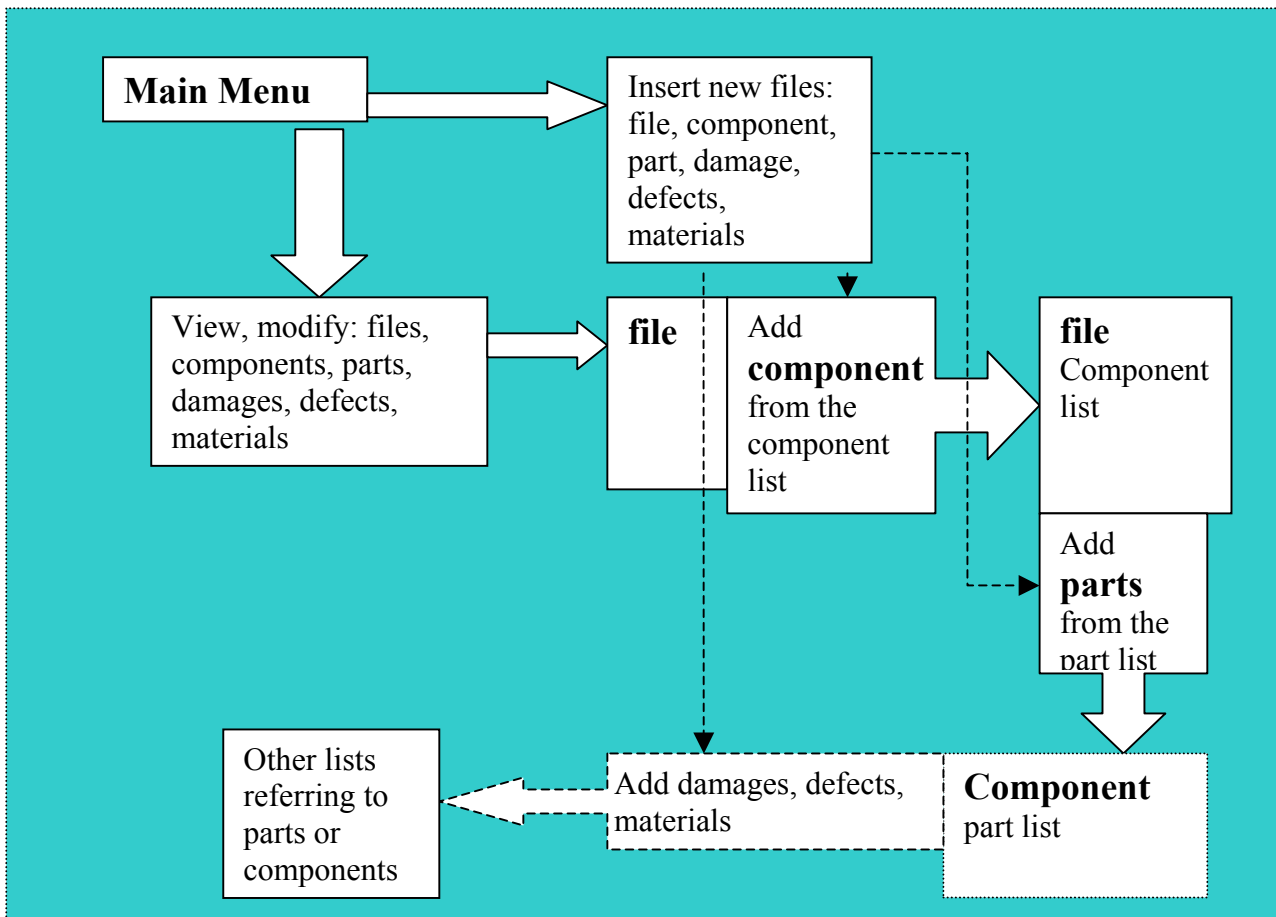 Main Menu
Insert new files:
file, component,
part, damage,
defects,
materials
View, modify: files,
components, parts,
damages, defects,
materials
file
Add
component
from the
component
list
file
Component
list
Add
parts
from the
part list
Other lists
referring to
parts or
components
Add damages, defects,
materials
Component
part list